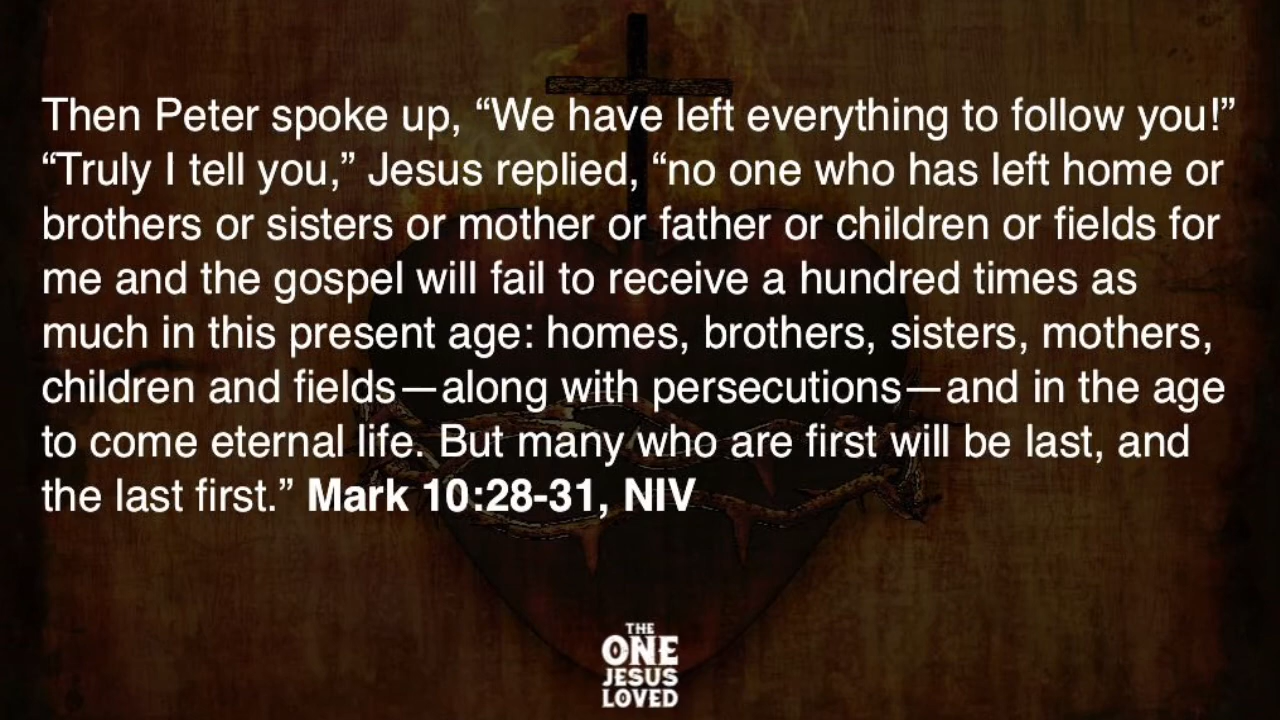 Then Peter spoke up, “We have left everything to follow you!”
“Truly I tell you,” Jesus replied, “no one who has left home or
brothers or sisters or mother or father or children or fields for
me and the gospel will fail to receive a hundred times as
much in this present age: homes, brothers, sisters, mothers,
children and fields—along with persecutions—and in the age
to come eternal life. But many who are first will be last, and
the last first.” Mark 10:28-31, NIV
THE
ONE
JESUS
LOVED